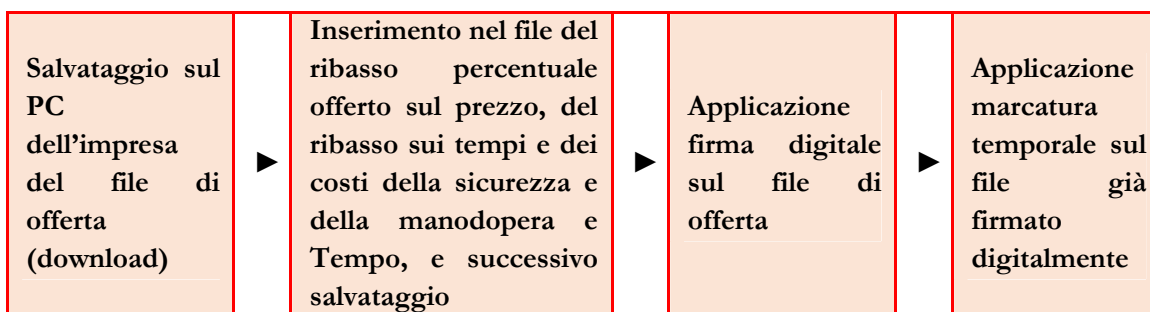 Salvataggio sul
PC
dell'impresa
del file di
offerta
(download)
►
Inserimento nel file del
ribasso percentuale
offerto sul prezzo, del
ribasso sui tempi e dei
costi della sicurezza e
della manodopera e
Tempo, e successivo
salvataggio
►
Applicazione
firma digitale
sul file di
offerta
►
Applicazione
marcatura
temporale sul
file già
firmato
digitalmente